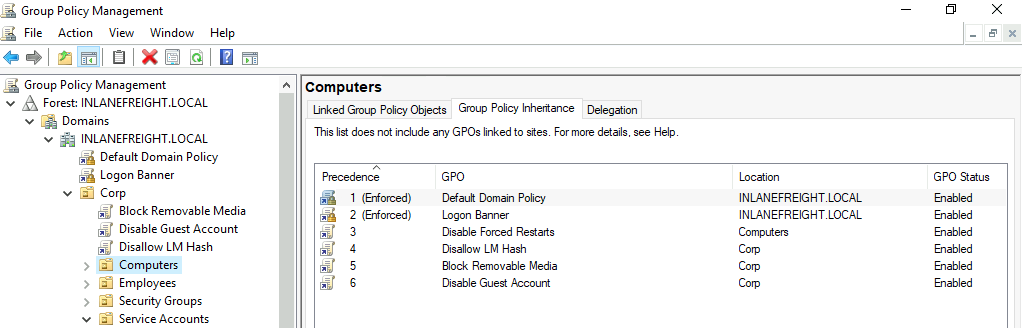 Group Policy Management
File Action View Window Help
Group Policy Management
Forest: INLANEFREIGHT.LOCAL
Domains
INLANEFREIGHT.LOCAL
Default Domain Policy
Logon Banner
Corp
Block Removable Media
Disable Guest Account
Disallow LM Hash
Computers
Employees
Security Groups
Service Accounts
Computers
Linked Group Policy Objects Group Policy Inheritance Delegation
This list does not include any GPOs linked to sites. For more details, see Help.
Precedence GPO Location GPO Status
1 (Enforced) Default Domain Policy INLANEFREIGHT.LOCAL Enabled
2 (Enforced) Logon Banner INLANEFREIGHT.LOCAL Enabled
3 Disable Forced Restarts Computers Enabled
4 Disallow LM Hash Corp Enabled
5 Block Removable Media Corp Enabled
6 Disable Guest Account Corp Enabled